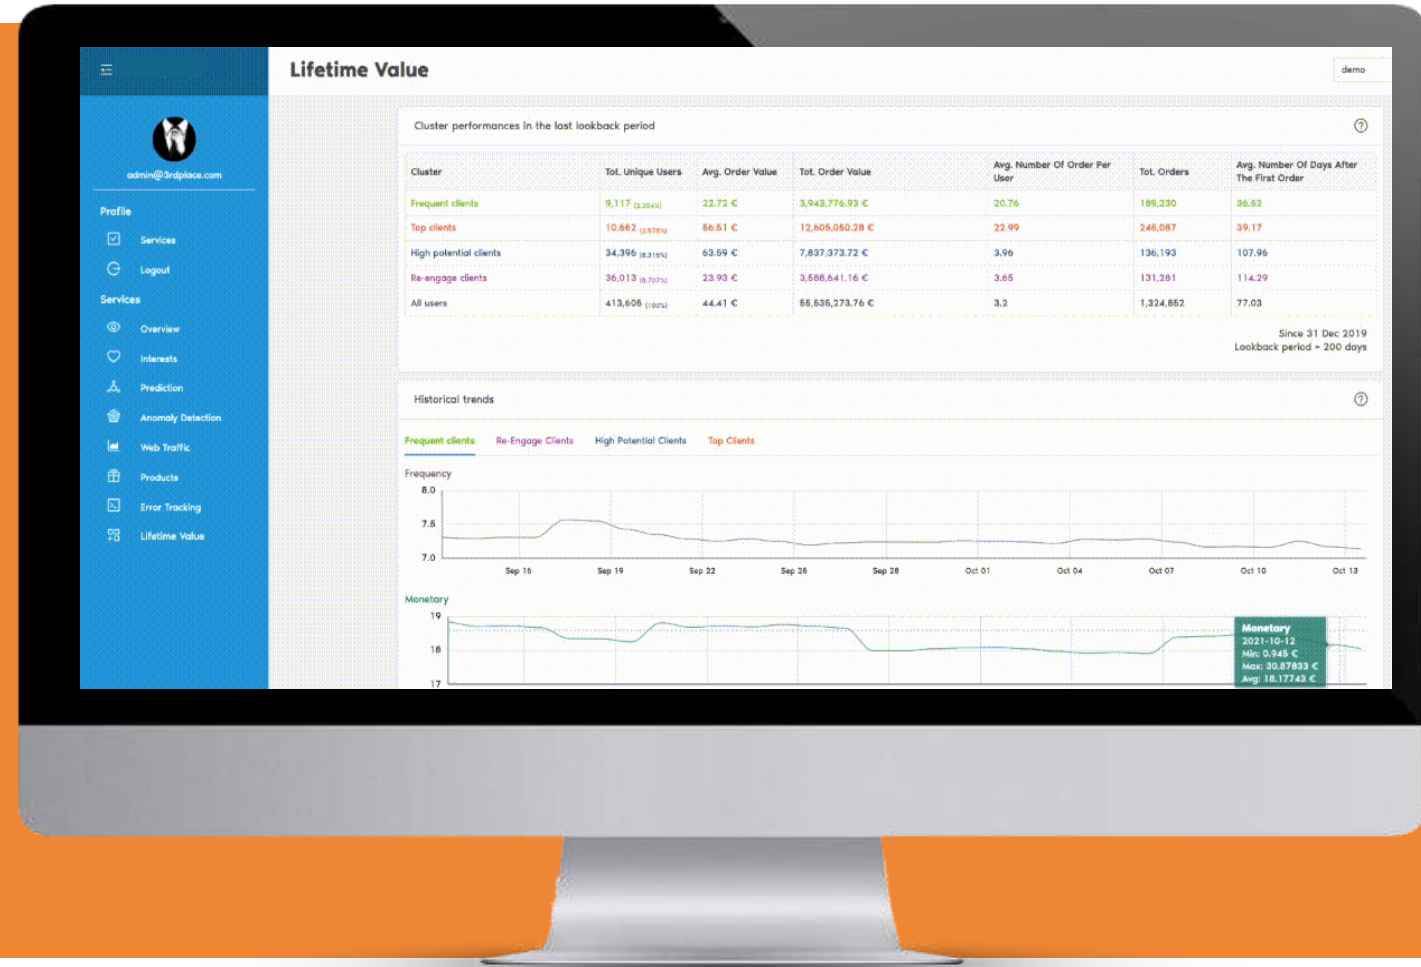 Lifetime Value
demo
admin@3rdplace.com
Profile
Services
Logout
Services
Overview
Interests
Prediction
Anomaly Detection
Web Traffic
Products
Error Tracking
Lifetime Value
Cluster performances in the last lookback period
Cluster Tot. Unique Users Avg. Order Value Tot. Order Value Avg. Number Of Order Per User Tot. Orders Avg. Number Of Days After The First Order
Frequent clients 9,117 22.72 € 3,943,776.93 € 20.76 189,230 36.52
Top clients 10,662 56.51 € 12,605,050.28 € 22.99 245,087 39.17
High potential clients 34,396 (8.316%) 63.59 € 7,837,373.72 € 3.96 136,193 107.96
Re-engage clients 36,013 (8.707%) 23.93 € 3,588,641.16 € 3.65 131,281 114.29
All users 413,605 (100%) 44.41 € 55,535,273.76 € 3.2 1,324,852 77.03
Since 31 Dec 2019
Lookback period = 200 days
Historical trends
Frequent clients Re-Engage Clients High Potential Clients Top Clients
Frequency
8.0
7.5
7.0
Sep 16 Sep 19 Sep 22 Sep 25 Sep 28 Oct 01 Oct 04 Oct 07 Oct 10 Oct 13
Monetary
19
18
17
Monetary
2021-10-12
Min: 0.945 €
Max: 30.87833 €
Avg: 18.17743 €